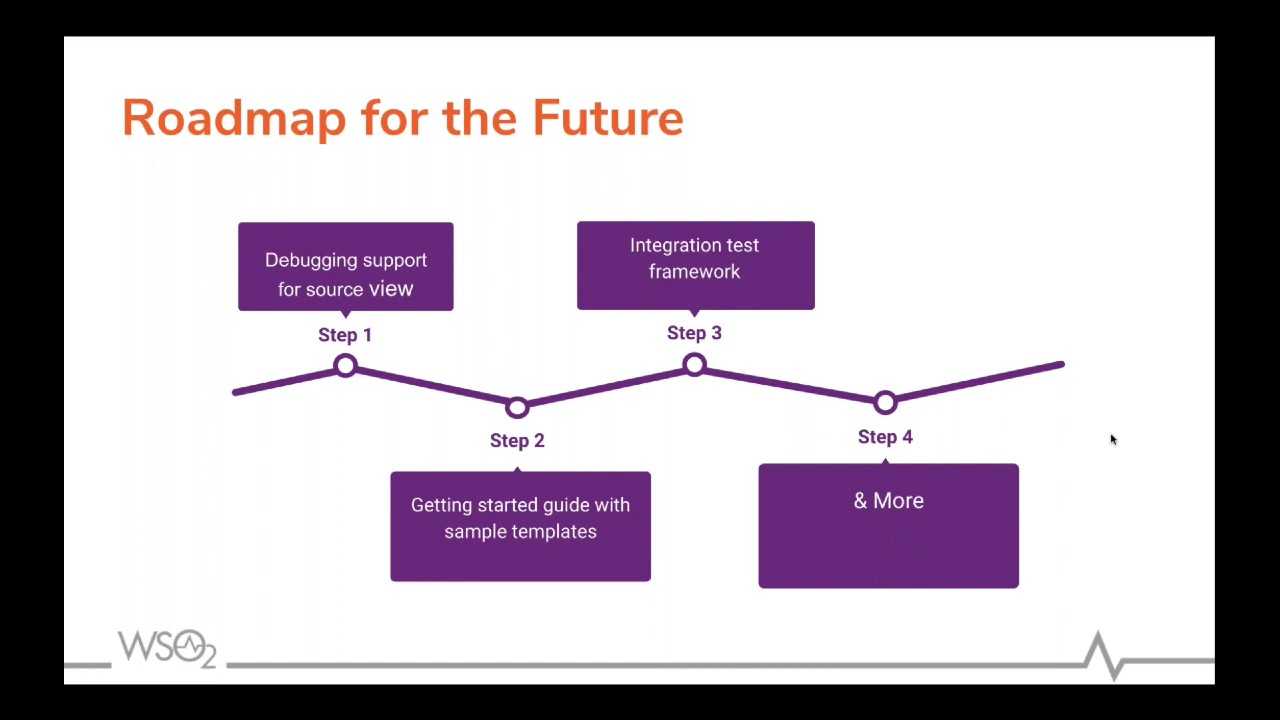 Roadmap for the Future
Debugging support
for source view
Step 1
Step 2
Getting started guide with
sample templates
Integration test
framework
Step 3
Step 4
& More
WSO2